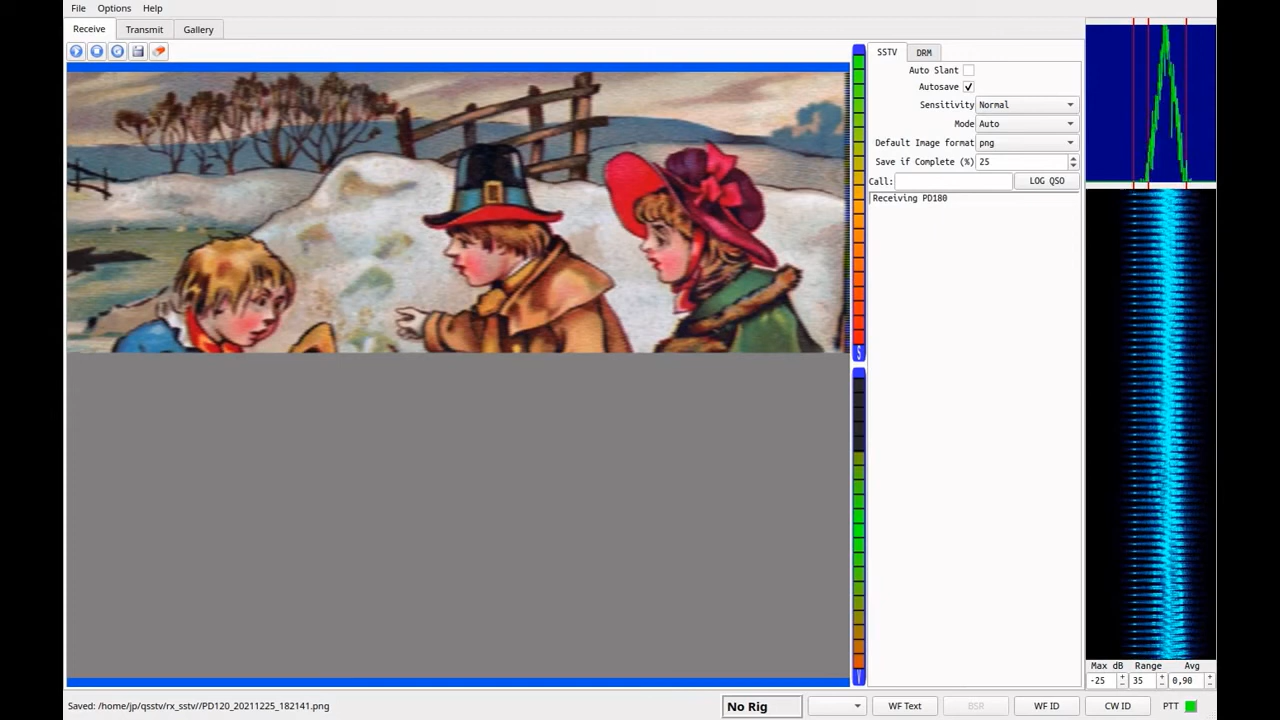 File Options Help
Receive Transmit Gallery
SSTV DRM
Auto Slant
Autosave
Sensitivity Normal
Mode Auto
Default Image format png
Save if Complete (%) 25
Call: LOG QSO
Receiving PD180
S
V
Max dB Range Avg
-25 35 0,90
Saved: /home/jp/qsstv/rx_sstv//PD120_20211225_182141.png
No Rig WF Text BSR WF ID CW ID PTT